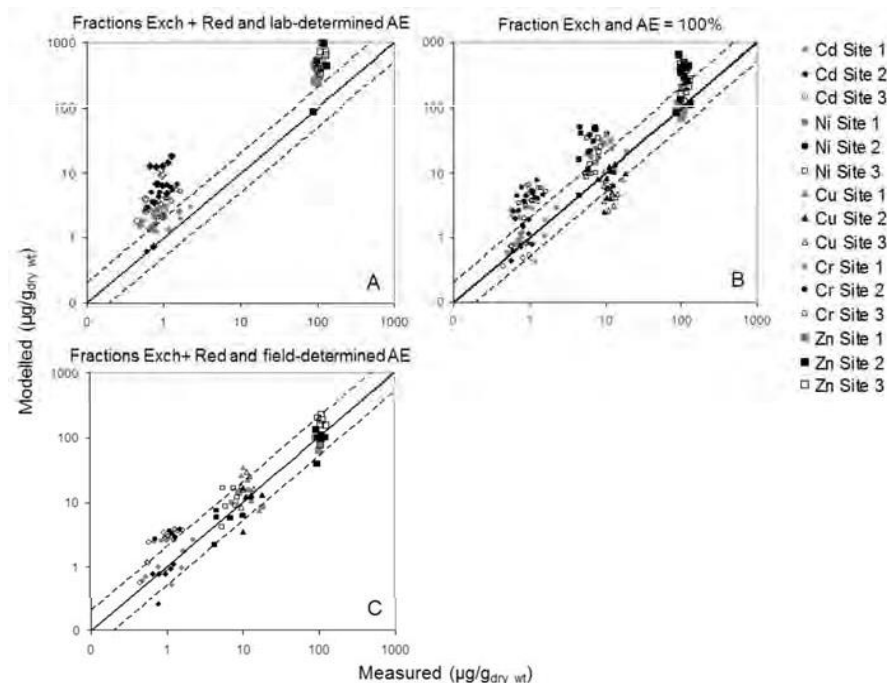 Fractions Exch + Red and lab-determined AE
1000
100
10
1
0
0
1
10
100
1000
A
Fraction Exch and AE = 100%
000
100
10
1
0
0
1
10
100
1000
B
Fractions Exch+ Red and field-determined AE
1000
100
10
1
0
0
1
10
100
1000
C
Modelled (µg/gdry wt)
Measured (µg/gdry wt)
Cd Site 1
Cd Site 2
Cd Site 3
Ni Site 1
Ni Site 2
Ni Site 3
Cu Site 1
Cu Site 2
Cu Site 3
Cr Site 1
Cr Site 2
Cr Site 3
Zn Site 1
Zn Site 2
Zn Site 3